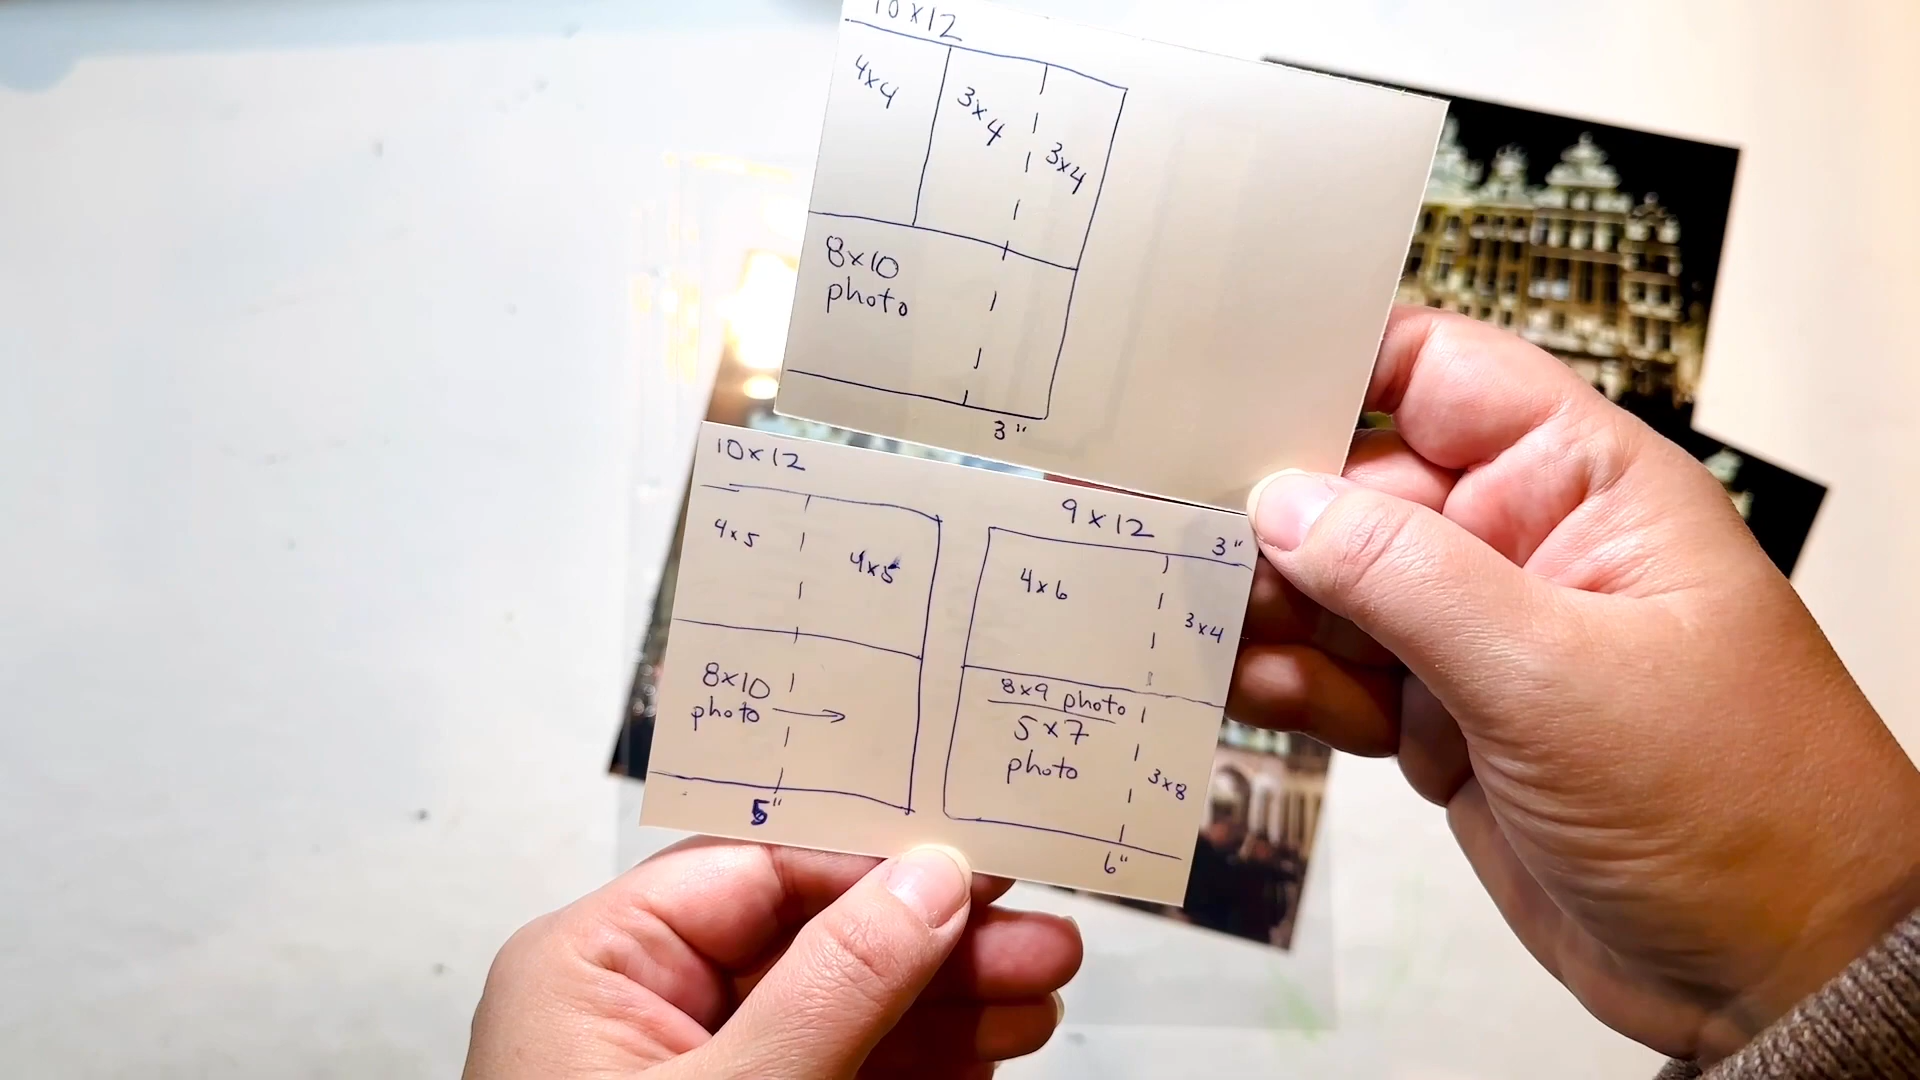 10x12
4x4
3x4
3x4
8x10
photo
3"
10x12
4x5
4x5
8x10
photo
5"
9x12
3"
4x6
3x4
8x9 photo
5x7
photo
3x8
6"